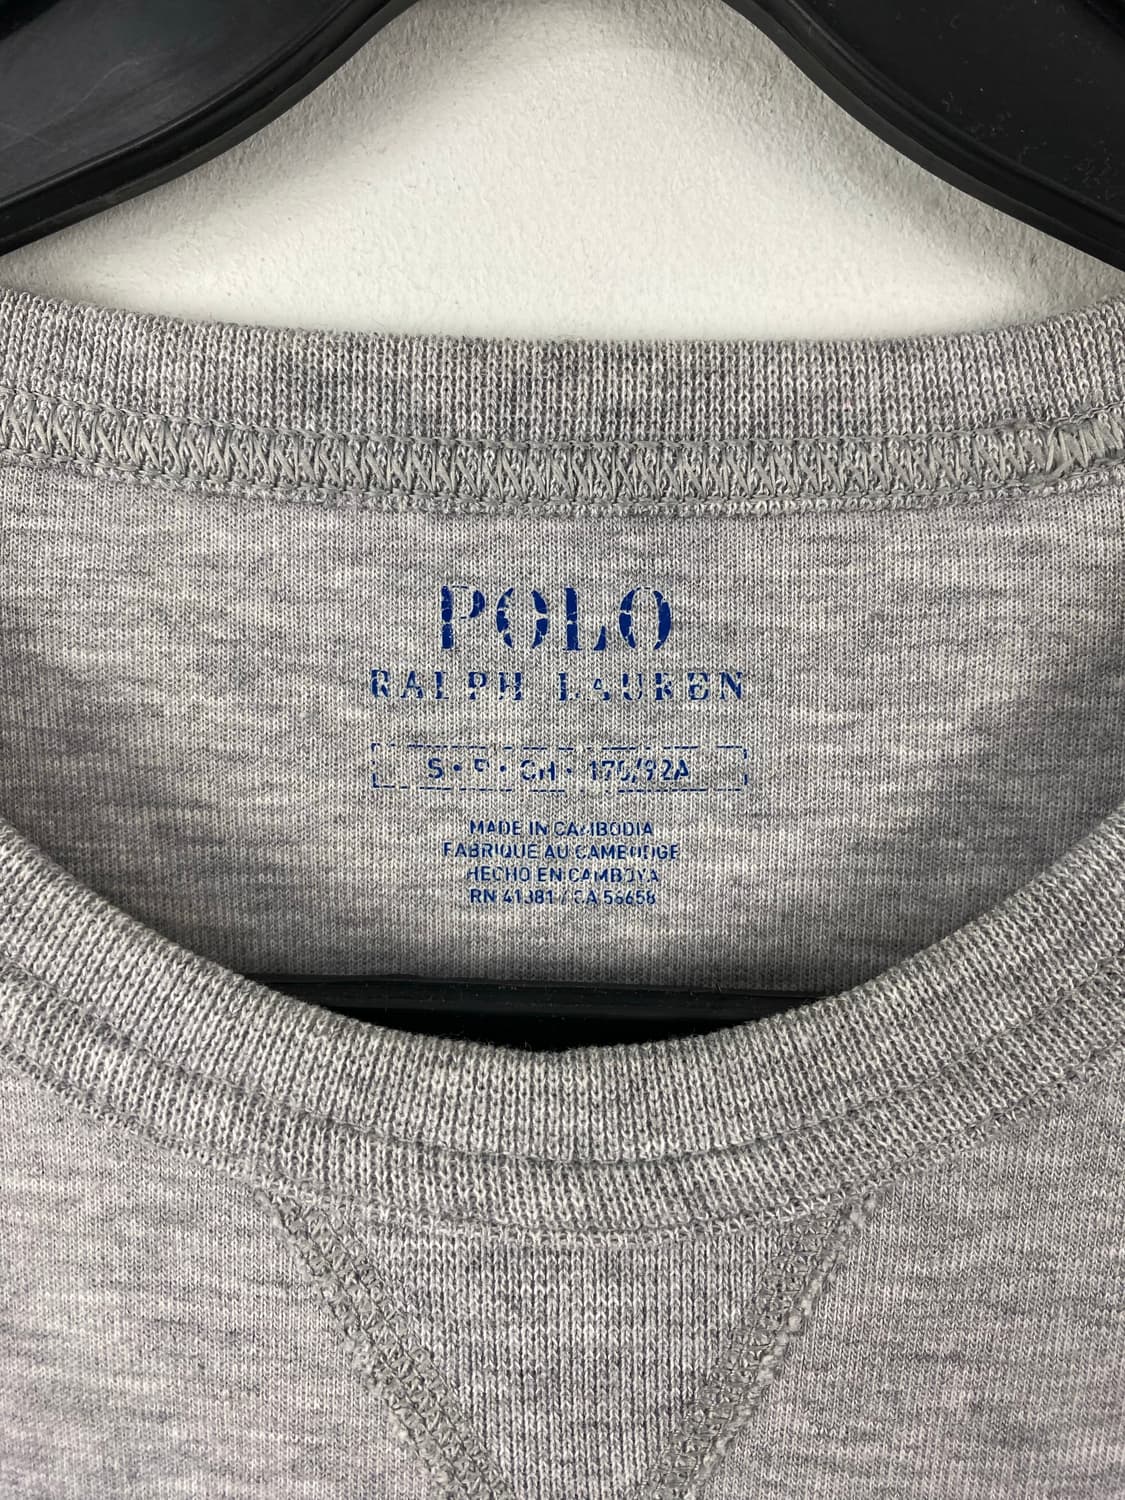 POLO
RALPH LAUREN
S • P • CH • 175/92A
MADE IN CAMBODIA
FABRIQUE AU CAMBODGE
HECHO EN CAMBOYA
RN 41381 / CA 56658